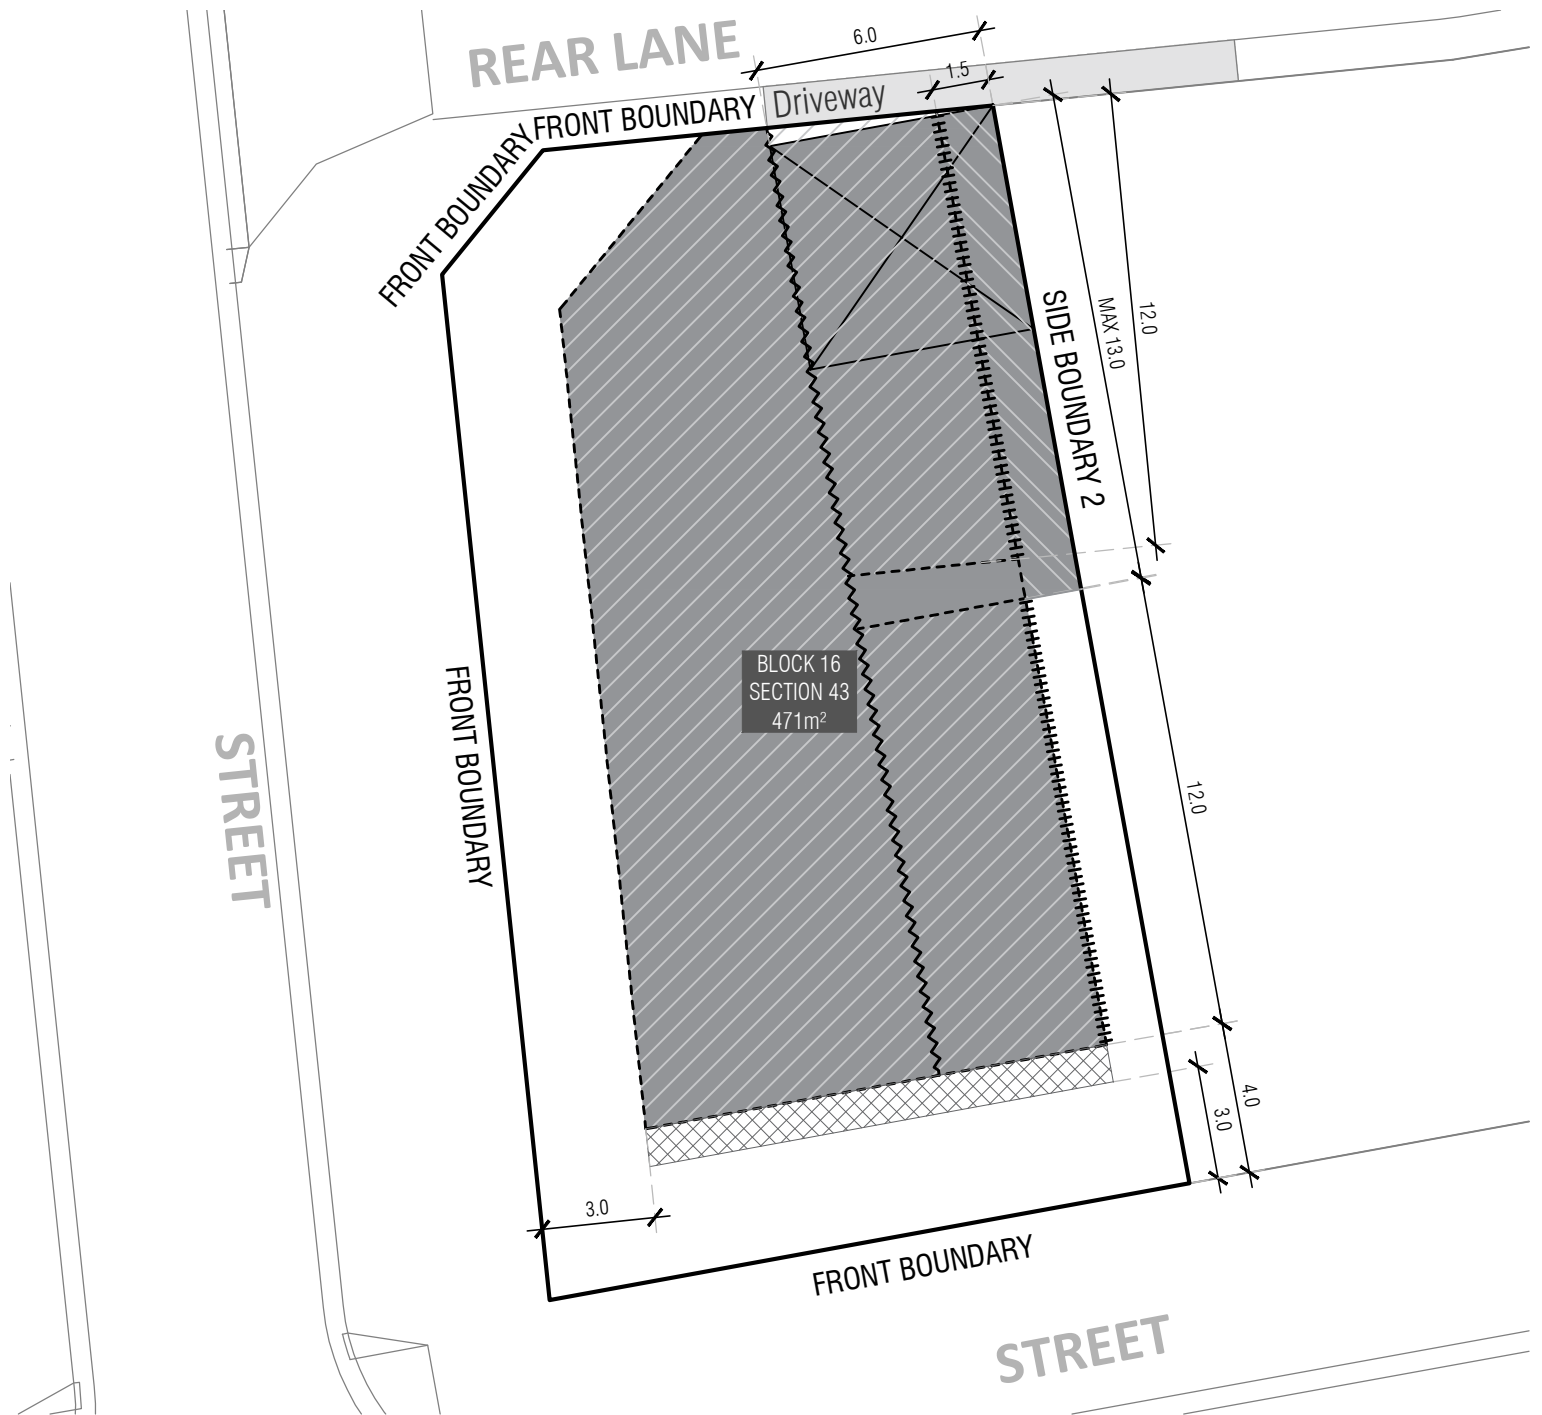 REAR LANE
6.0
1.5
Driveway
FRONT BOUNDARY
FRONT BOUNDARY
SIDE BOUNDARY 2
MAX 13.0
12.0
BLOCK 16
SECTION 43
471m²
FRONT BOUNDARY
STREET
12.0
4.0
3.0
3.0
FRONT BOUNDARY
STREET